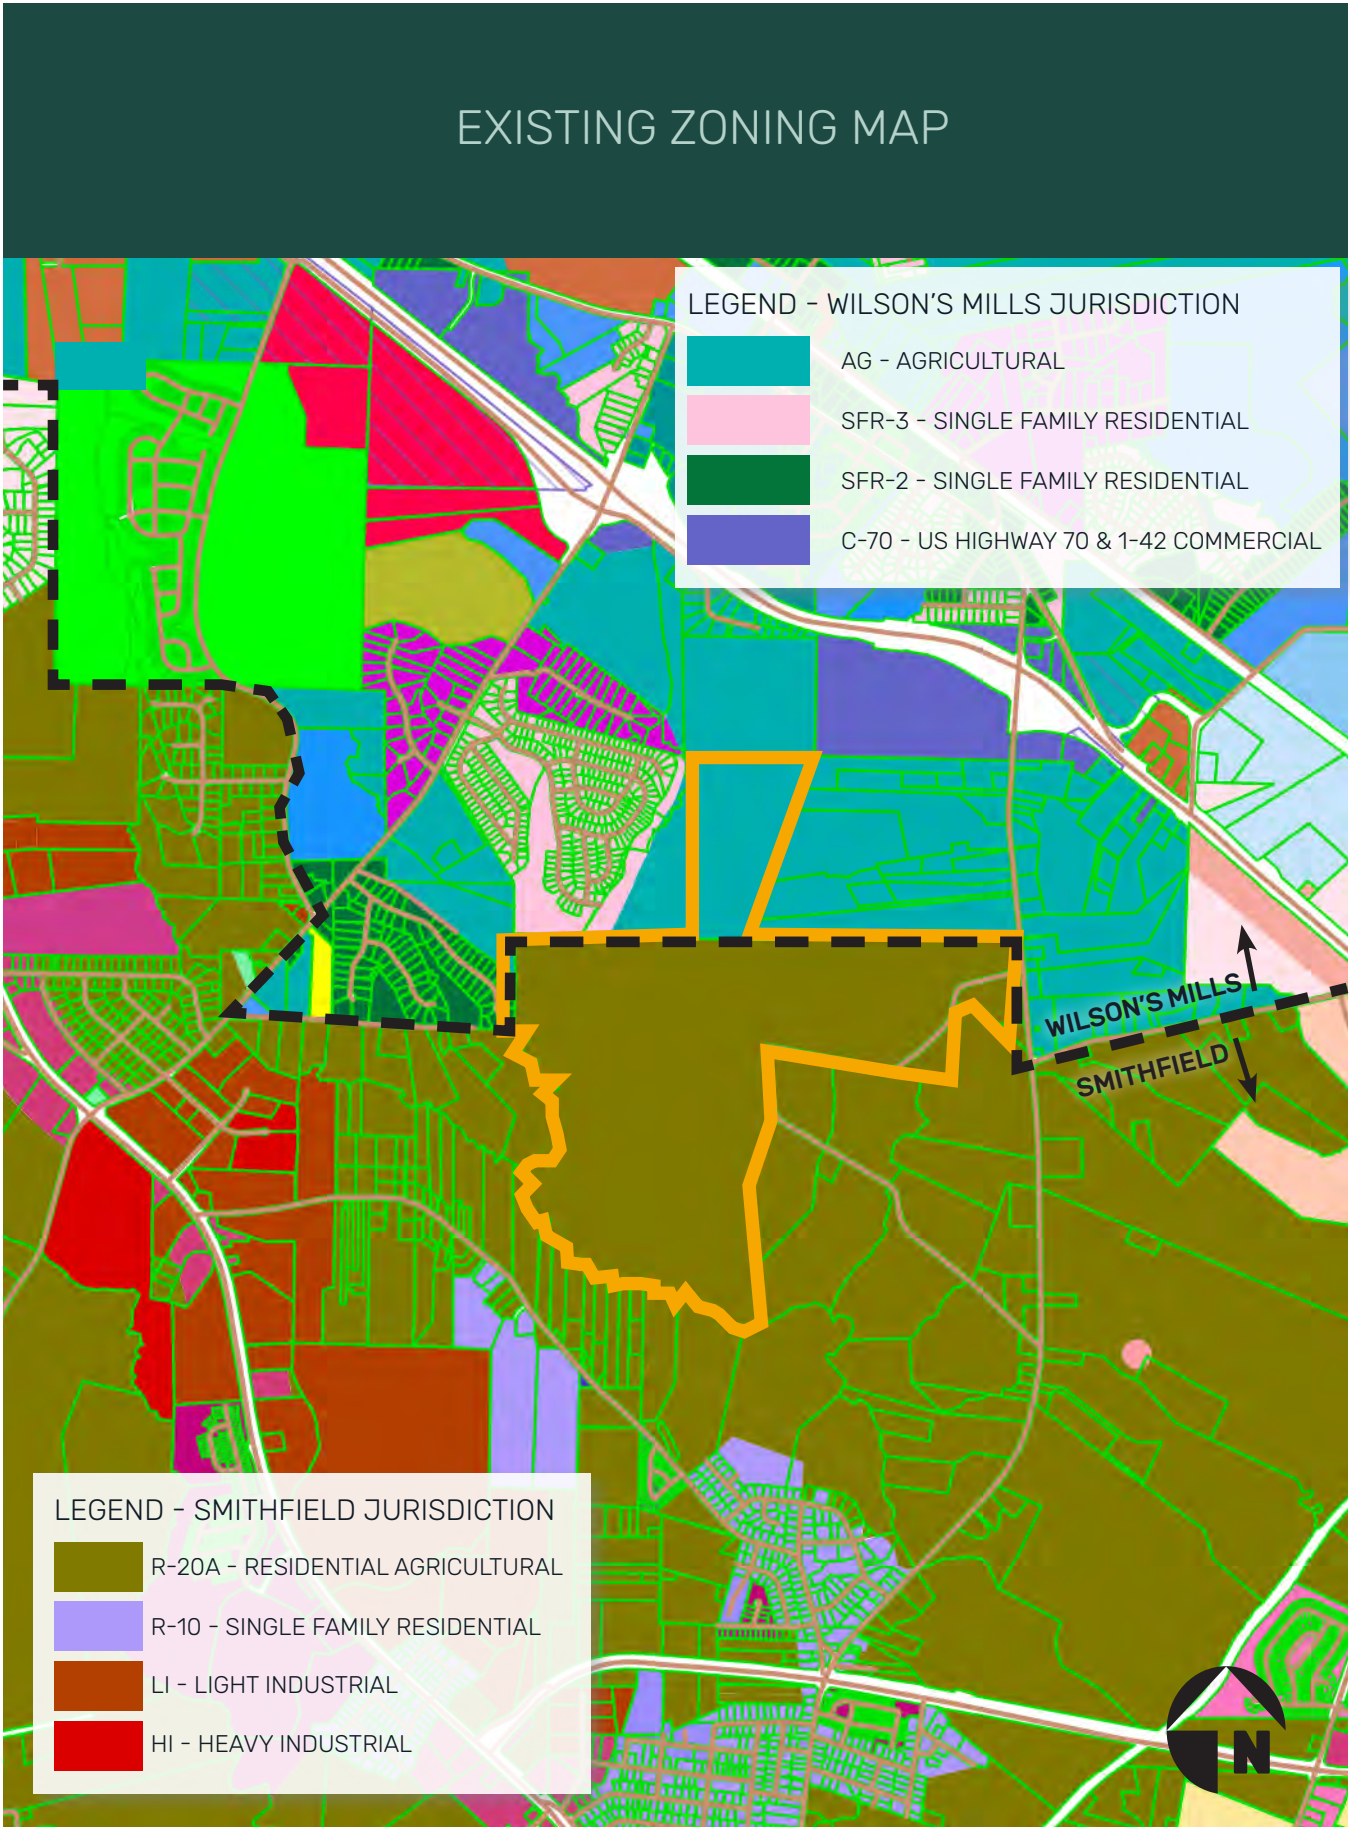 EXISTING ZONING MAP
LEGEND - WILSON'S MILLS JURISDICTION
AG - AGRICULTURAL
SFR-3 - SINGLE FAMILY RESIDENTIAL
SFR-2 - SINGLE FAMILY RESIDENTIAL
C-70 - US HIGHWAY 70 & 1-42 COMMERCIAL
WILSON'S MILLS
SMITHFIELD
LEGEND - SMITHFIELD JURISDICTION
R-20A - RESIDENTIAL AGRICULTURAL
R-10 - SINGLE FAMILY RESIDENTIAL
LI - LIGHT INDUSTRIAL
HI - HEAVY INDUSTRIAL
N